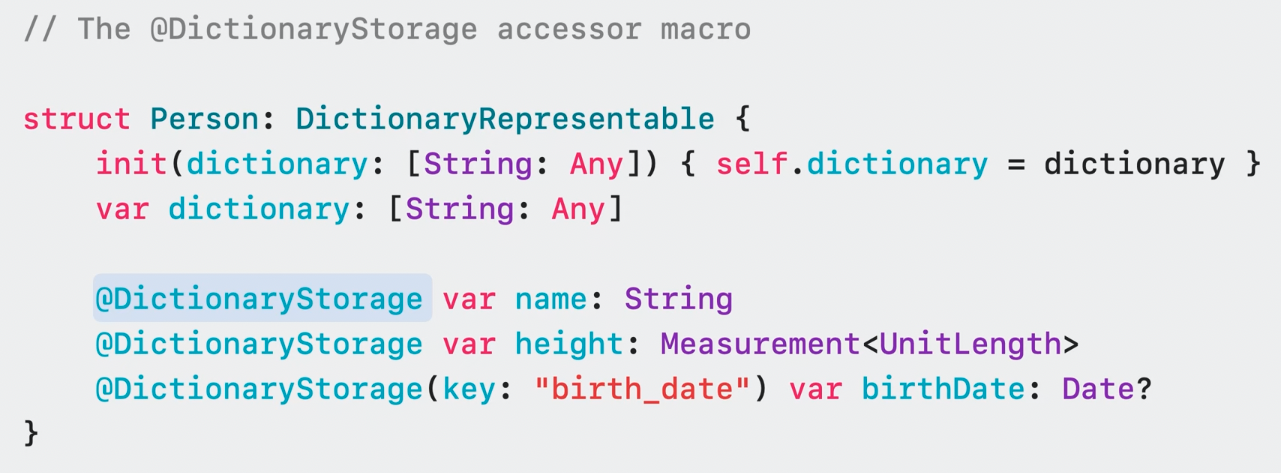 // The @DictionaryStorage accessor macro
struct Person: DictionaryRepresentable {
init(dictionary: [String: Any]) { self.dictionary = dictionary }
var dictionary: [String: Any]
@DictionaryStorage var name: String
@DictionaryStorage var height: Measurement<UnitLength>
@DictionaryStorage(key: "birth_date") var birthDate: Date?
}